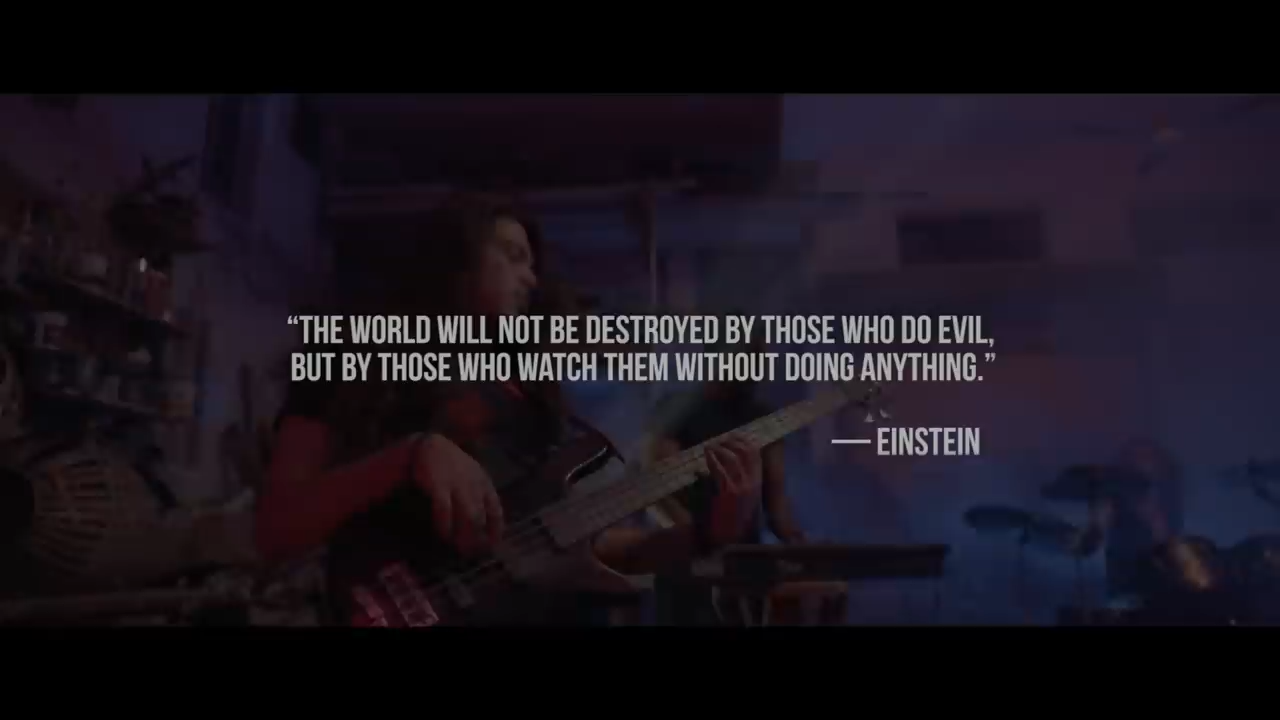 “THE WORLD WILL NOT BE DESTROYED BY THOSE WHO DO EVIL,
BUT BY THOSE WHO WATCH THEM WITHOUT DOING ANYTHING.”
— EINSTEIN